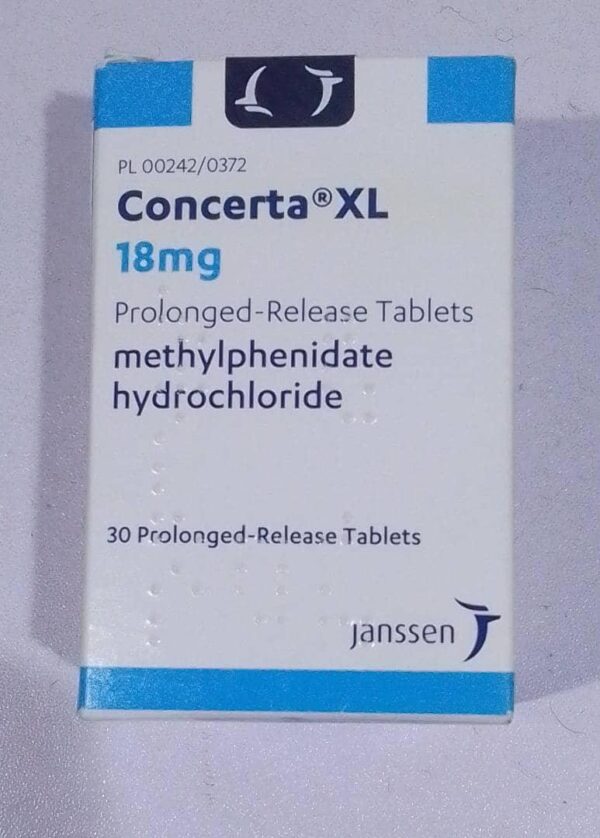 PL 00242/0372
Concerta®XL
18mg
Prolonged-Release Tablets
methylphenidate
hydrochloride
30 Prolonged-Release Tablets
janssen